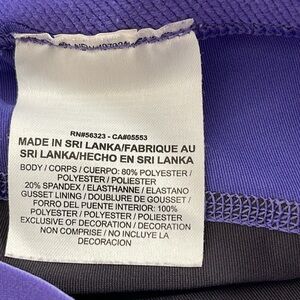 RN#56323 - CA#05553
MADE IN SRI LANKA/FABRIQUE AU
SRI LANKA/HECHO EN SRI LANKA
BODY / CORPS / CUERPO: 80% POLYESTER /
POLYESTER / POLIESTER
20% SPANDEX / ELASTHANNE / ELASTANO
GUSSET LINING / DOUBLURE DE GOUSSET /
FORRO DEL PUENTE INTERIOR: 100%
POLYESTER / POLYESTER / POLIESTER
EXCLUSIVE OF DECORATION / DECORATION
NON COMPRISE / NO INCLUYE LA
DECORACION